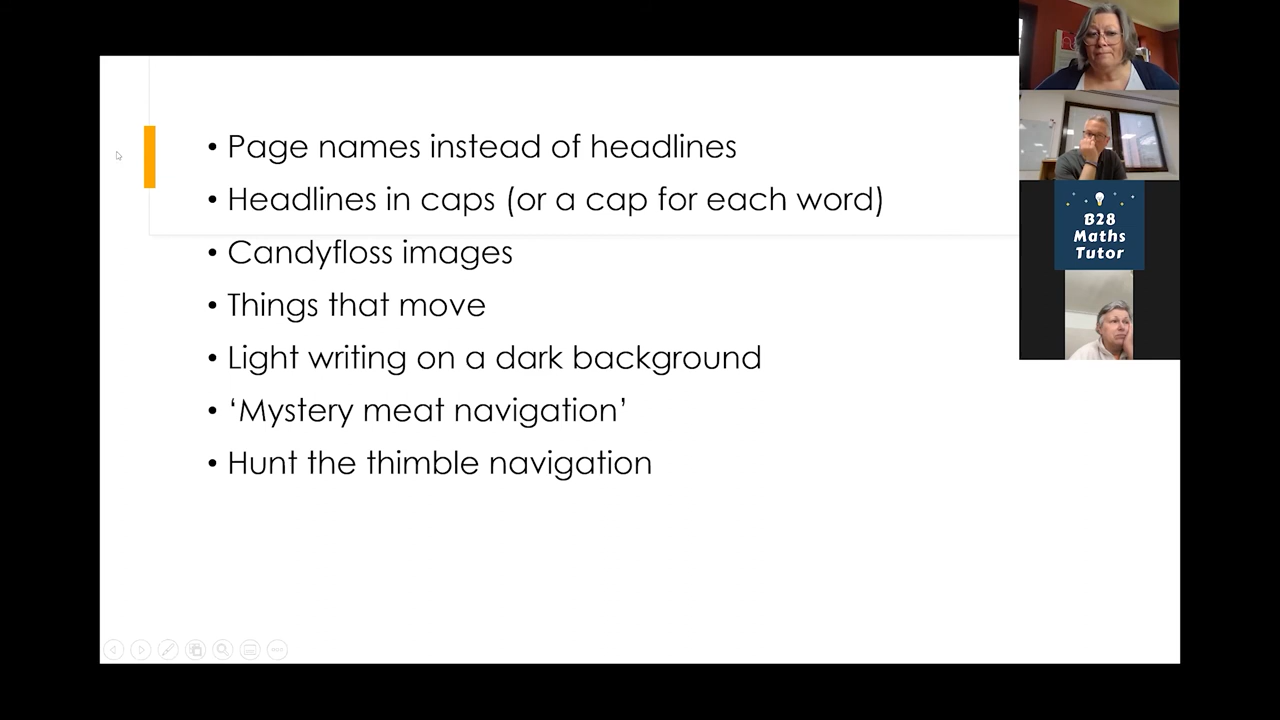 • Page names instead of headlines
• Headlines in caps (or a cap for each word)
• Candyfloss images
• Things that move
• Light writing on a dark background
• ‘Mystery meat navigation’
• Hunt the thimble navigation
B28
Maths
Tutor